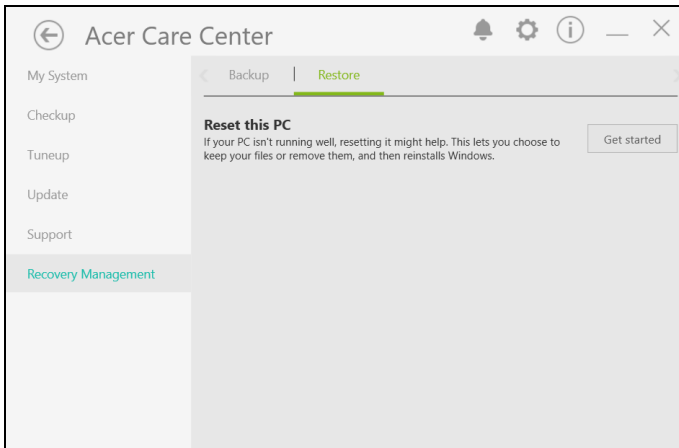 Acer Care Center
My System
Checkup
Tuneup
Update
Support
Recovery Management
Backup | Restore
Reset this PC
If your PC isn't running well, resetting it might help. This lets you choose to
keep your files or remove them, and then reinstalls Windows.
Get started